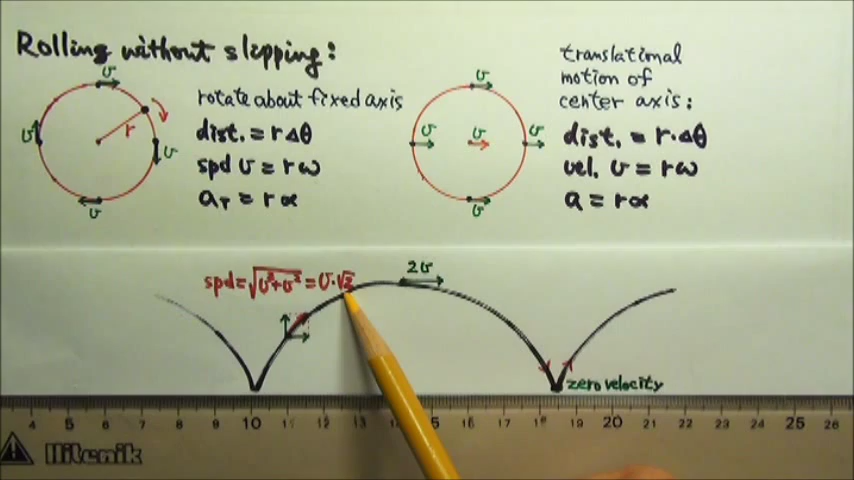 Rolling without slipping:
v
v
v
v
r
rotate about fixed axis
dist. = rΔθ
spd v = rω
aT = rα
v
v
v
v
v
translational
motion of
center axis:
dist. = r·Δθ
vel. v = rω
a = rα
spd = √v²+v² = v·√2
2v
zero velocity
4 5 6 7 8 9 10 11 12 13 15 16 17 18 19 20 21 22 23 24 25 26
Hitenik